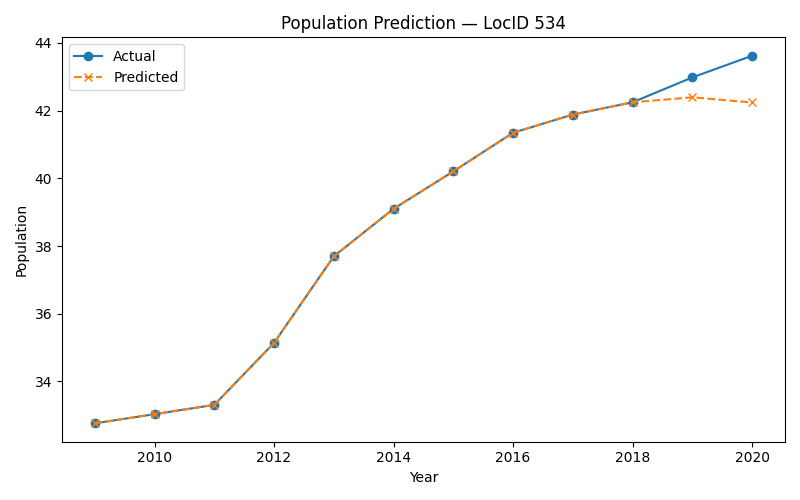 Population Prediction — LocID 534
Actual
Predicted
44
42
40
38
36
34
Population
2010 2012 2014 2016 2018 2020
Year